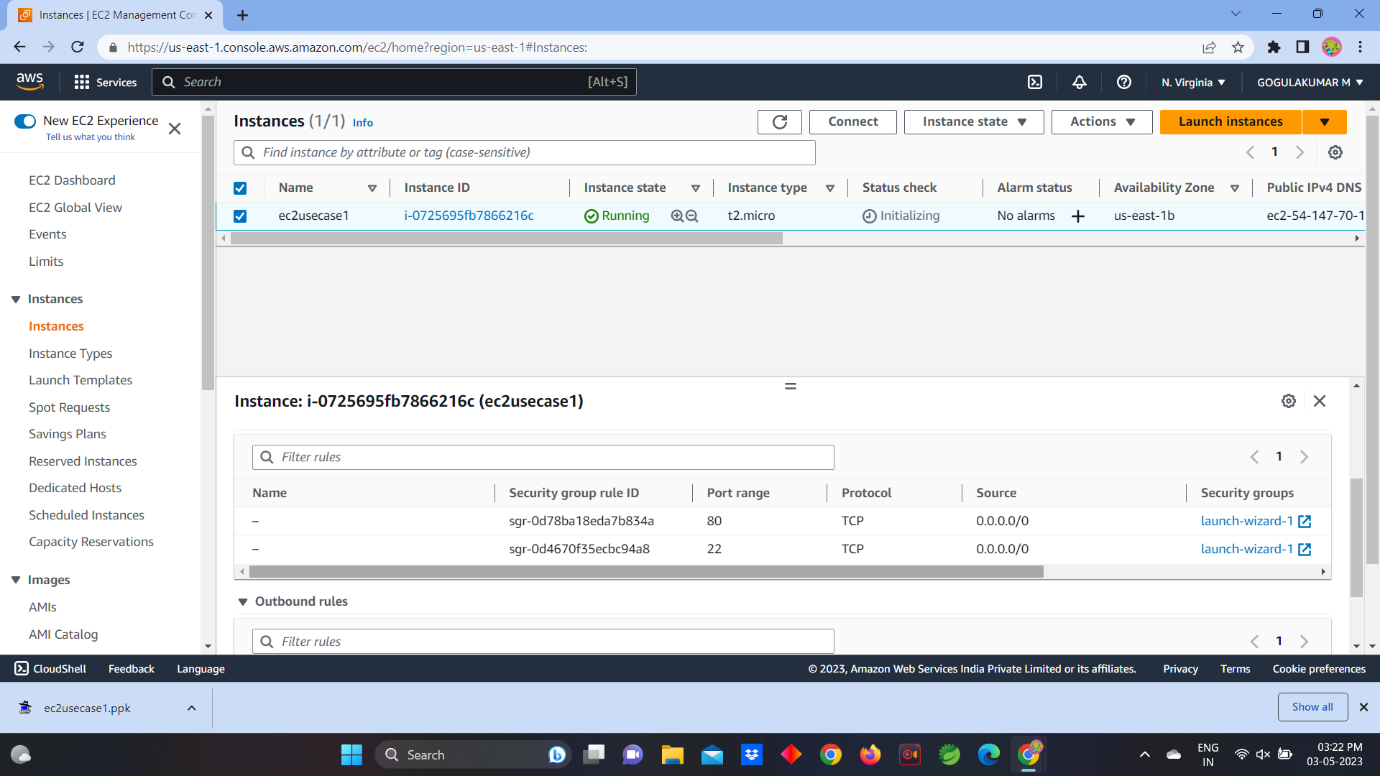 Instances | EC2 Management Con
https://us-east-1.console.aws.amazon.com/ec2/home?region=us-east-1#Instances:
aws
Services
Search
[Alt+S]
N. Virginia
GOGULAKUMAR M
New EC2 Experience
Tell us what you think
EC2 Dashboard
EC2 Global View
Events
Limits
Instances
Instances
Instance Types
Launch Templates
Spot Requests
Savings Plans
Reserved Instances
Dedicated Hosts
Scheduled Instances
Capacity Reservations
Images
AMIs
AMI Catalog
Instances (1/1) Info
Connect
Instance state
Actions
Launch instances
Find instance by attribute or tag (case-sensitive)
1
Name Instance ID Instance state Instance type Status check Alarm status Availability Zone Public IPv4 DNS
ec2usecase1 i-0725695fb7866216c Running t2.micro Initializing No alarms + us-east-1b ec2-54-147-70-1
Instance: i-0725695fb7866216c (ec2usecase1)
Filter rules
1
Name Security group rule ID Port range Protocol Source Security groups
– sgr-0d78ba18eda7b834a 80 TCP 0.0.0.0/0 launch-wizard-1
– sgr-0d4670f35ecbc94a8 22 TCP 0.0.0.0/0 launch-wizard-1
Outbound rules
Filter rules
1
CloudShell Feedback Language © 2023, Amazon Web Services India Private Limited or its affiliates. Privacy Terms Cookie preferences
ec2usecase1.ppk
Show all
Search
ENG
IN
03:22 PM
03-05-2023